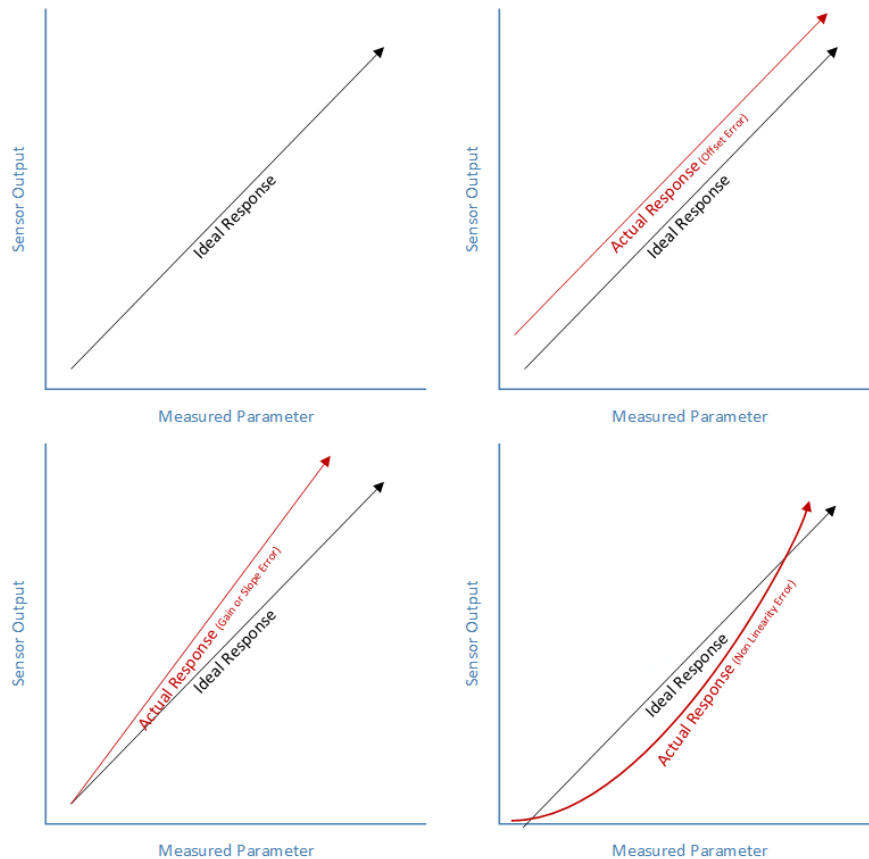 Sensor Output
Ideal Response
Measured Parameter
Sensor Output
Actual Response (Offset Error)
Ideal Response
Measured Parameter
Sensor Output
Actual Response (Gain or Slope Error)
Ideal Response
Measured Parameter
Sensor Output
Ideal Response
Actual Response (Non Linearity Error)
Measured Parameter